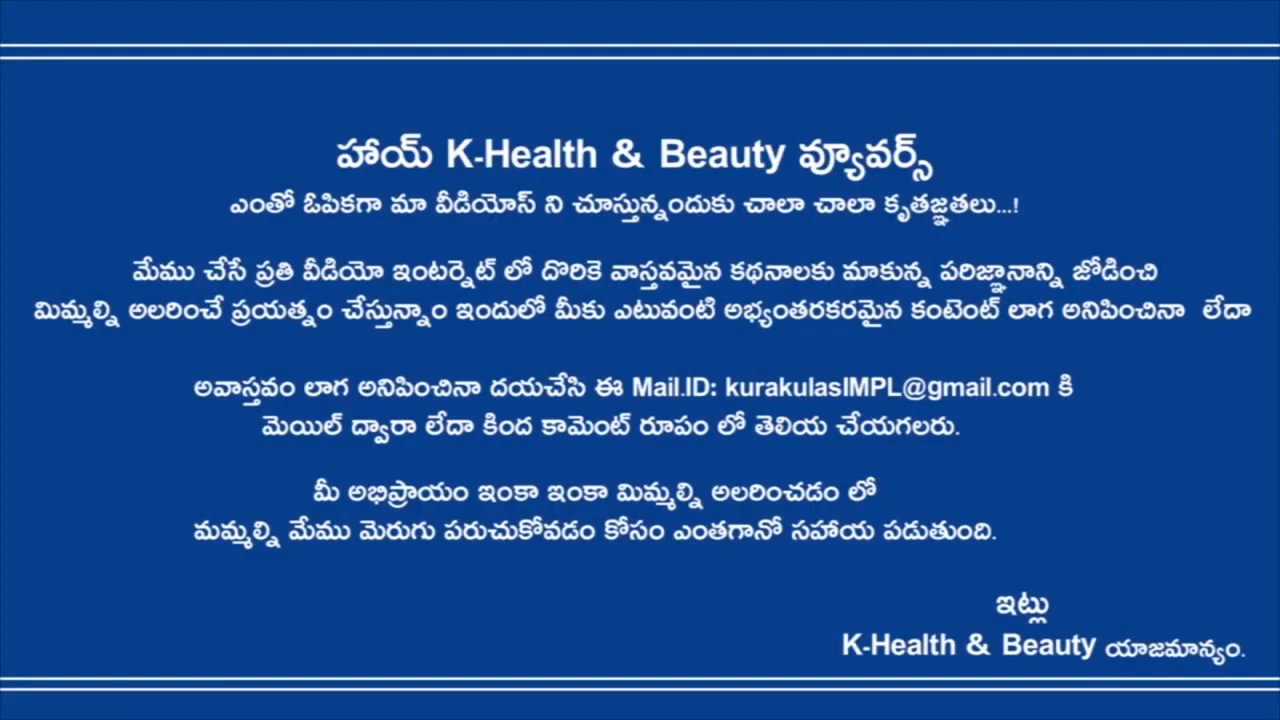 హాయ్ K-Health & Beauty వ్యూవర్స్
ఎంతో ఓపికగా మా వీడియోస్ ని చూస్తున్నందుకు చాలా చాలా కృతజ్ఞతలు...!
మేము చేసే ప్రతి వీడియో ఇంటర్నెట్ లో దొరికె వాస్తవమైన కథనాలకు మాకున్న పరిజ్ఞానాన్ని జోడించి
మిమ్మల్ని అలరించే ప్రయత్నం చేస్తున్నాం ఇందులో మీకు ఎటువంటి అభ్యంతరకరమైన కంటెంట్ లాగ అనిపించినా లేదా
అవాస్తవం లాగ అనిపించినా దయచేసి ఈ Mail.ID: kurakulasIMPL@gmail.com కి
మెయిల్ ద్వారా లేదా కింద కామెంట్ రూపం లో తెలియ చేయగలరు.
మీ అభిప్రాయం ఇంకా ఇంకా మిమ్మల్ని అలరించడం లో
మమ్మల్ని మేము మెరుగు పరుచుకోవడం కోసం ఎంతగానో సహాయ పడుతుంది.
ఇట్లు
K-Health & Beauty యాజమాన్యం.